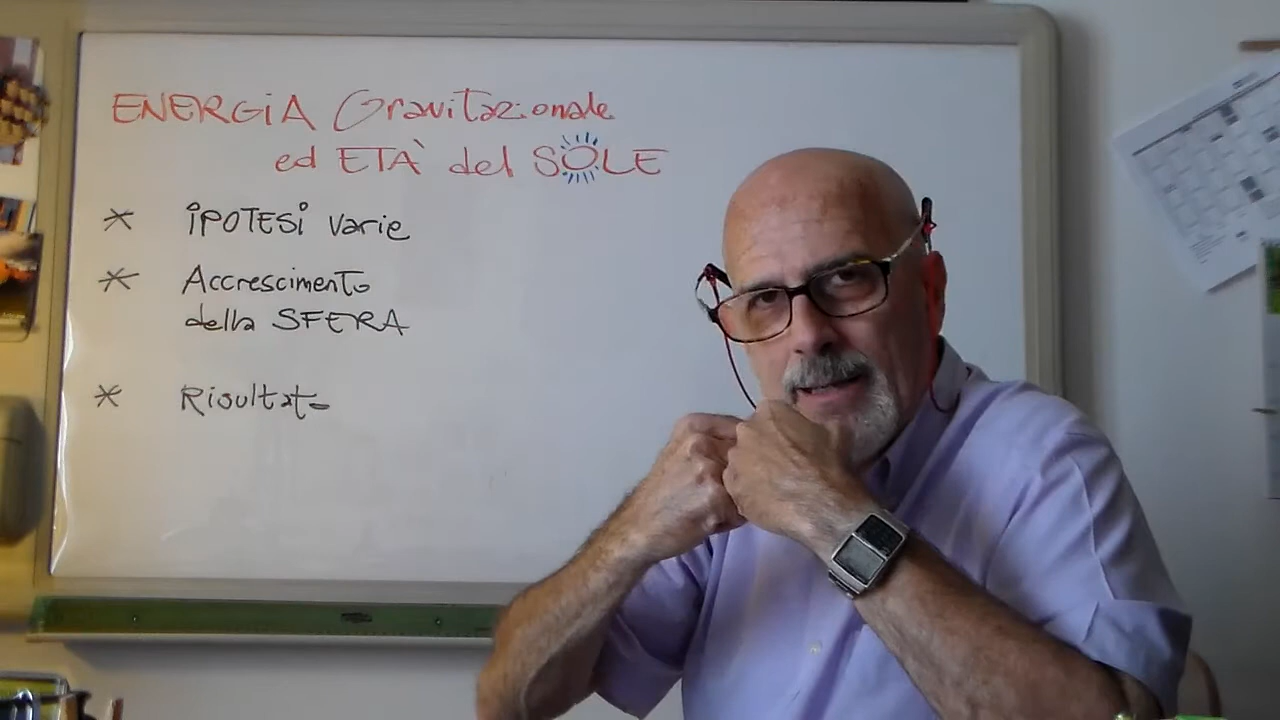 ENERGiA Gravitazionale
ed ETÀ del SOLE
* iPOTESi varie
* Accrescimento
della SFERA
* Risultato